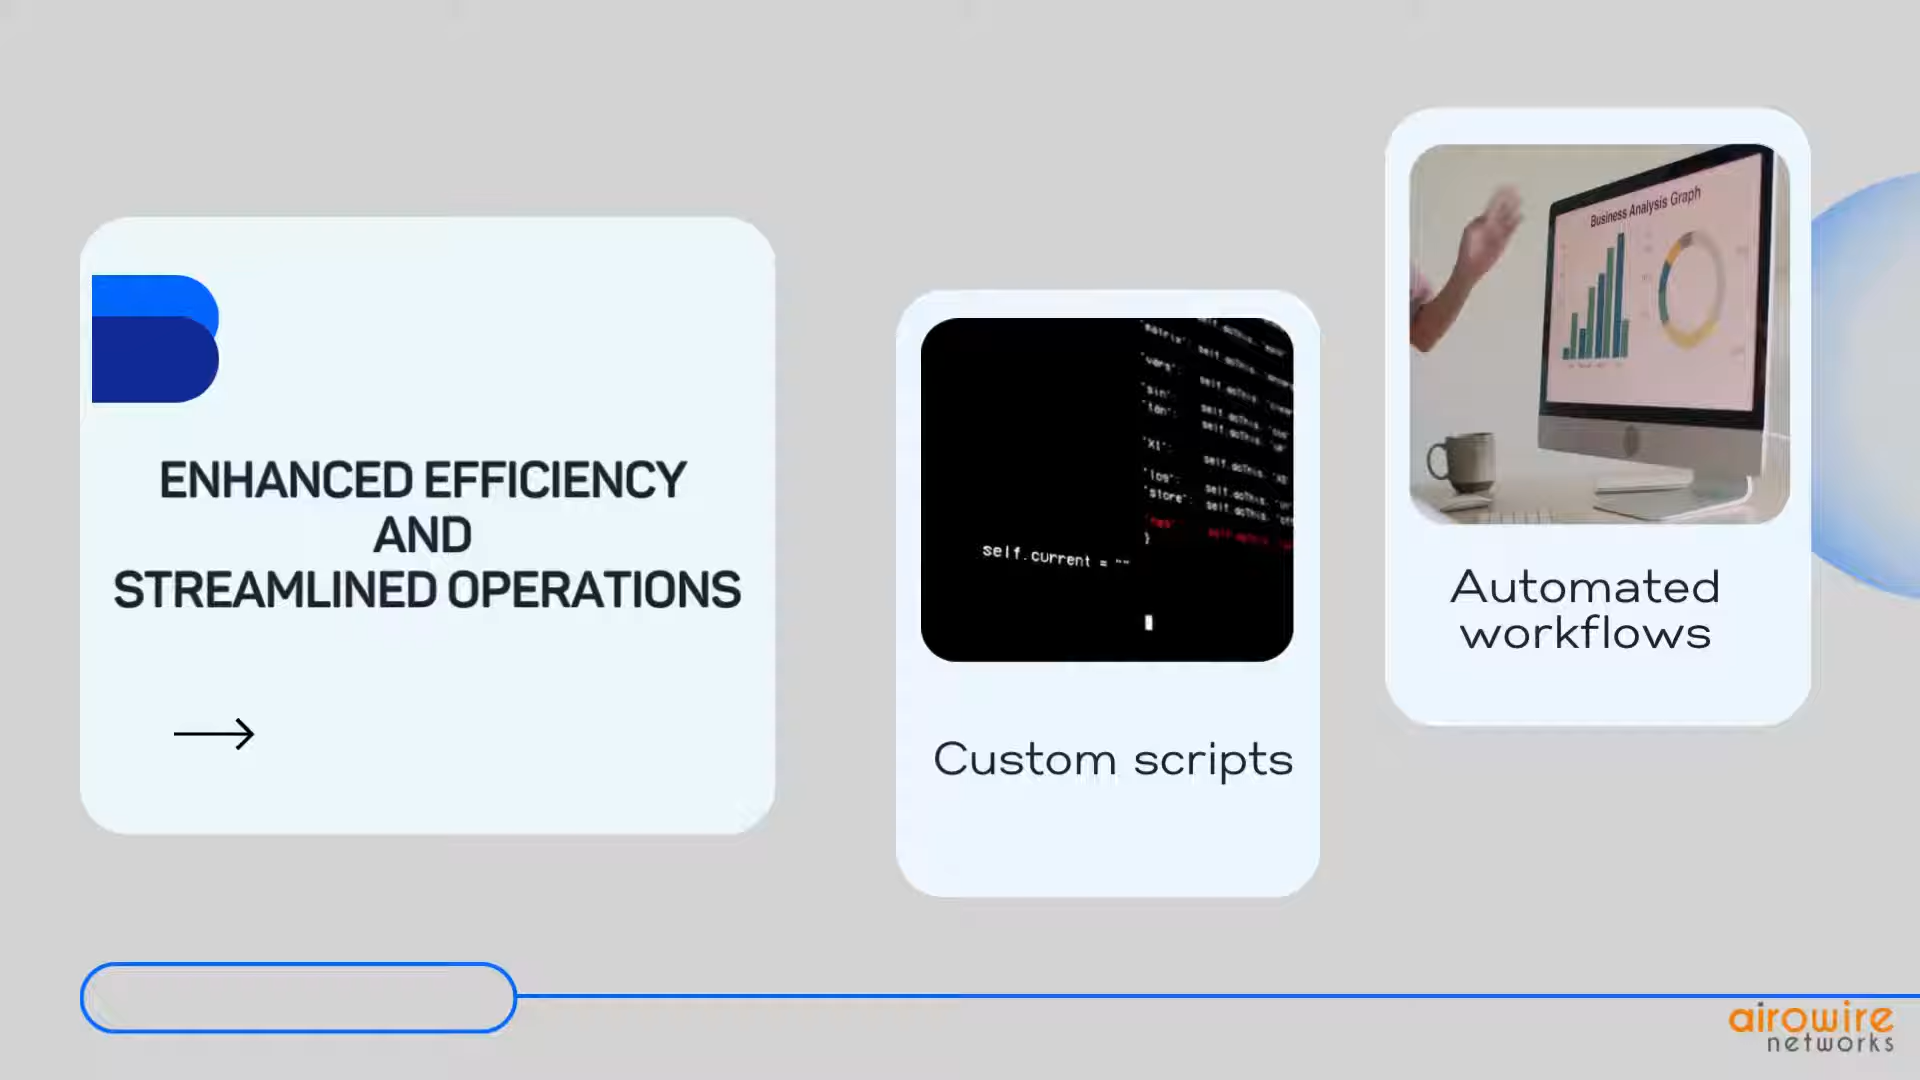 ENHANCED EFFICIENCY
AND
STREAMLINED OPERATIONS
self.current = ""
Custom scripts
Business Analysis Graph
Automated
workflows
airowire
networks